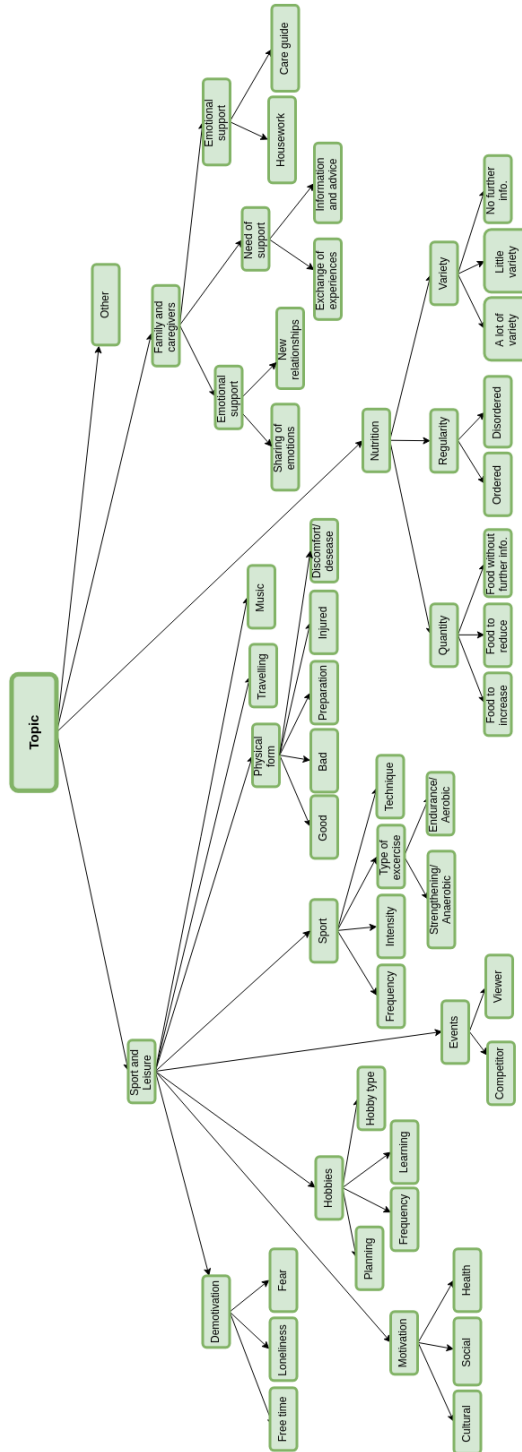 Topic
Sport and
Leisure
Nutrition
Family and
caregivers
Other
Demotivation
Free time
Loneliness
Fear
Motivation
Cultural
Social
Health
Hobbies
Planning
Frequency
Learning
Hobby type
Events
Competitor
Viewer
Sport
Frequency
Intensity
Type of
excercise
Technique
Strengthening/
Anaerobic
Endurance/
Aerobic
Physical
form
Good
Bad
Preparation
Injured
Discomfort/
desease
Travelling
Music
Quantity
Food to
increase
Food to
reduce
Food without
further info.
Regularity
Ordered
Disordered
Variety
A lot of
variety
Little
variety
No further
info.
Emotional
support
Sharing of
emotions
New
relationships
Need of
support
Exchange of
experiences
Information
and advice
Emotional
support
Housework
Care guide